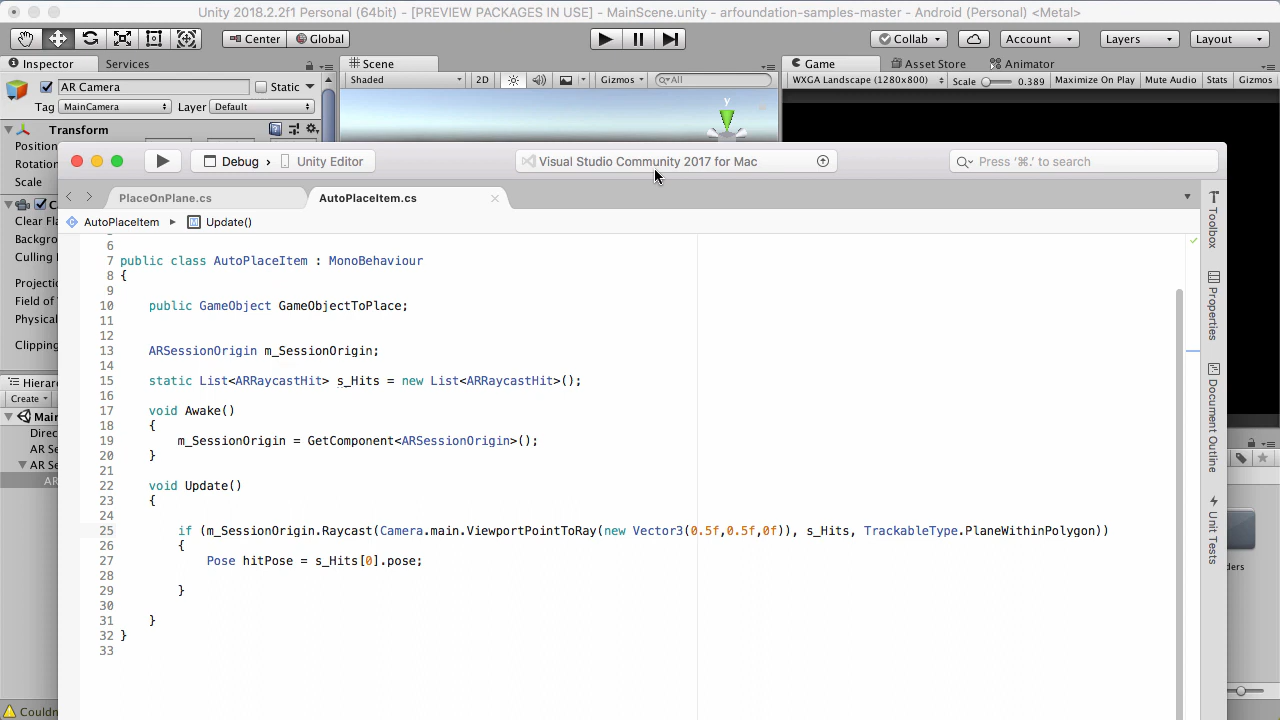 Unity 2018.2.2f1 Personal (64bit) - [PREVIEW PACKAGES IN USE] - MainScene.unity - arfoundation-samples-master - Android (Personal) <Metal>
Center Global Collab Account Layers Layout
Inspector Services Scene Game Asset Store Animator
Shaded 2D Gizmos All WXGA Landscape (1280x800) Scale 0.389 Maximize On Play Mute Audio Stats Gizmos
AR Camera Static
Tag MainCamera Layer Default
y
Transform
Position
Rotation
Scale
Clear Fla
Backgro
Culling
Projectio
Field of
Physical
Clipping
Hierar
Create
Main
Direc
AR Se
AR Se
AR
Couldn
ders
Debug › Unity Editor Visual Studio Community 2017 for Mac Press '⌘.' to search
PlaceOnPlane.cs AutoPlaceItem.cs
AutoPlaceItem ▸ Update()
6
7 public class AutoPlaceItem : MonoBehaviour
8 {
9
10 public GameObject GameObjectToPlace;
11
12
13 ARSessionOrigin m_SessionOrigin;
14
15 static List<ARRaycastHit> s_Hits = new List<ARRaycastHit>();
16
17 void Awake()
18 {
19 m_SessionOrigin = GetComponent<ARSessionOrigin>();
20 }
21
22 void Update()
23 {
24
25 if (m_SessionOrigin.Raycast(Camera.main.ViewportPointToRay(new Vector3(0.5f,0.5f,0f)), s_Hits, TrackableType.PlaneWithinPolygon))
26 {
27 Pose hitPose = s_Hits[0].pose;
28
29 }
30
31 }
32 }
33
Toolbox
Properties
Document Outline
Unit Tests